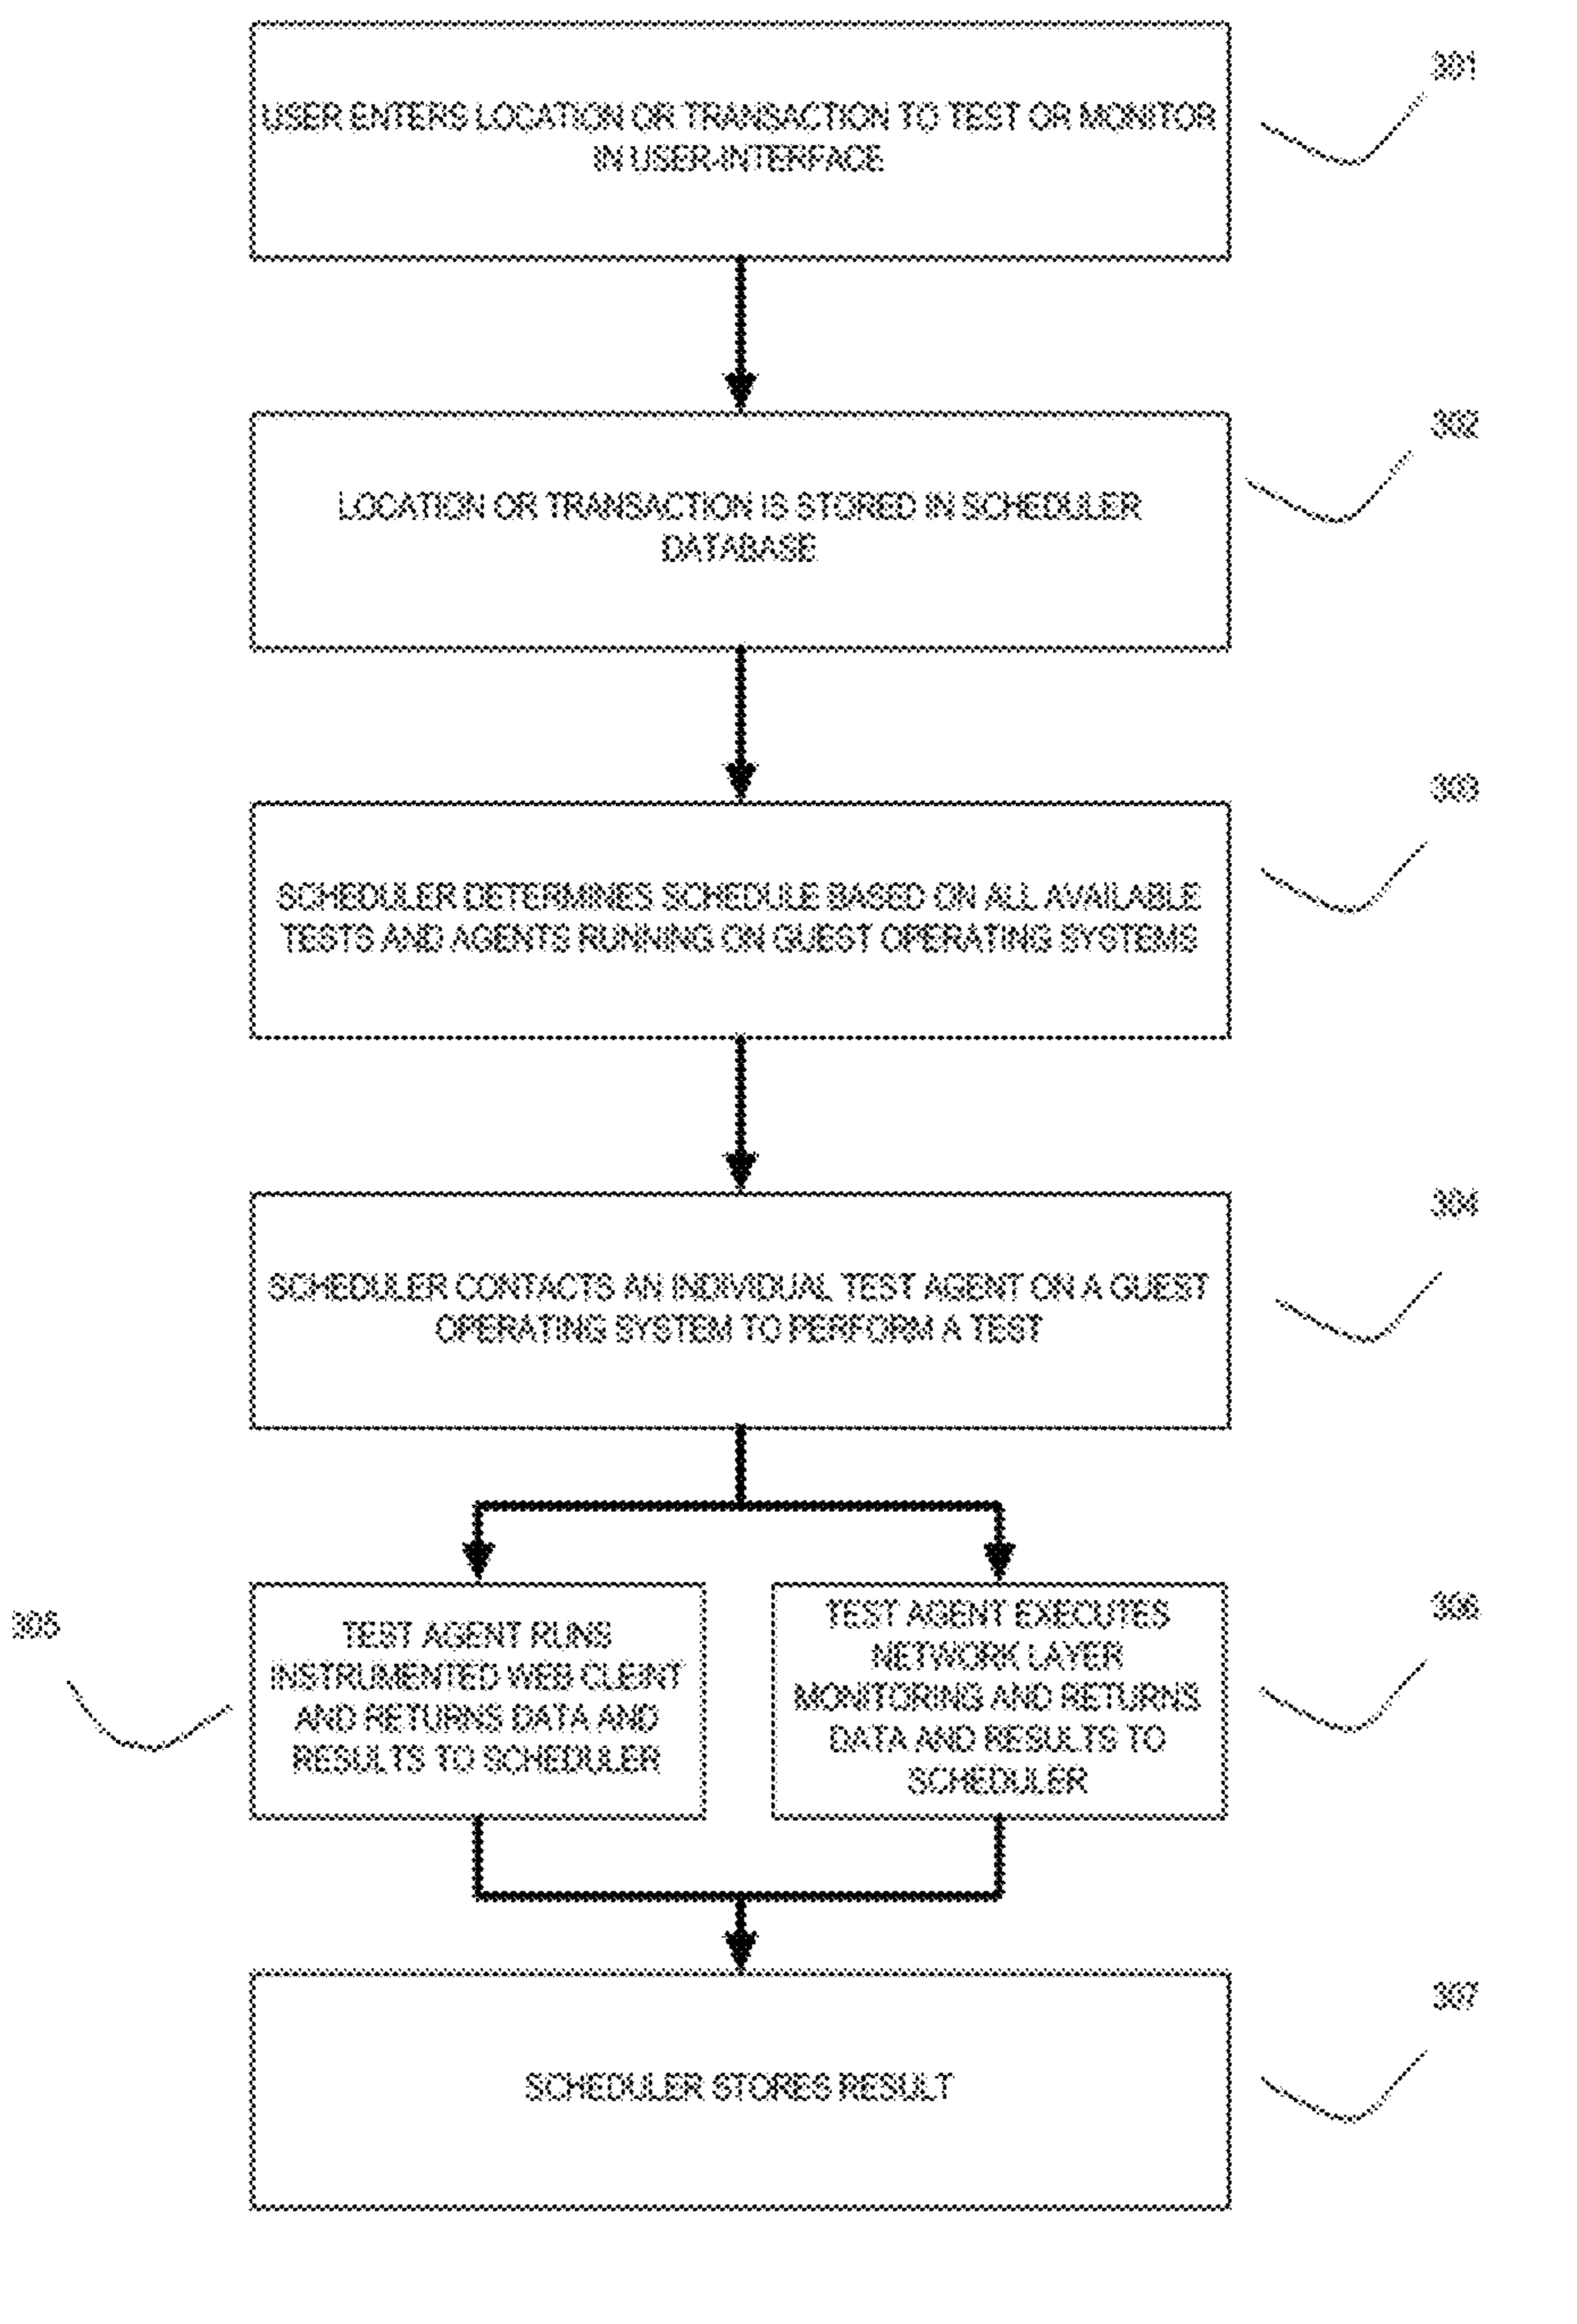 301
USER ENTERS LOCATION OR TRANSACTION TO TEST OR MONITOR
IN USER-INTERFACE
302
LOCATION OR TRANSACTION IS STORED IN SCHEDULER
DATABASE
303
SCHEDULER DETERMINES SCHEDULE BASED ON ALL AVAILABLE
TESTS AND AGENTS RUNNING ON GUEST OPERATING SYSTEMS
304
SCHEDULER CONTACTS AN INDIVIDUAL TEST AGENT ON A GUEST
OPERATING SYSTEM TO PERFORM A TEST
305
TEST AGENT RUNS
INSTRUMENTED WEB CLEINT
AND RETURNS DATA AND
RESULTS TO SCHEDULER
306
TEST AGENT EXECUTES
NETWORK LAYER
MONITORING AND RETURNS
DATA AND RESULTS TO
SCHEDULER
307
SCHEDULER STORES RESULT